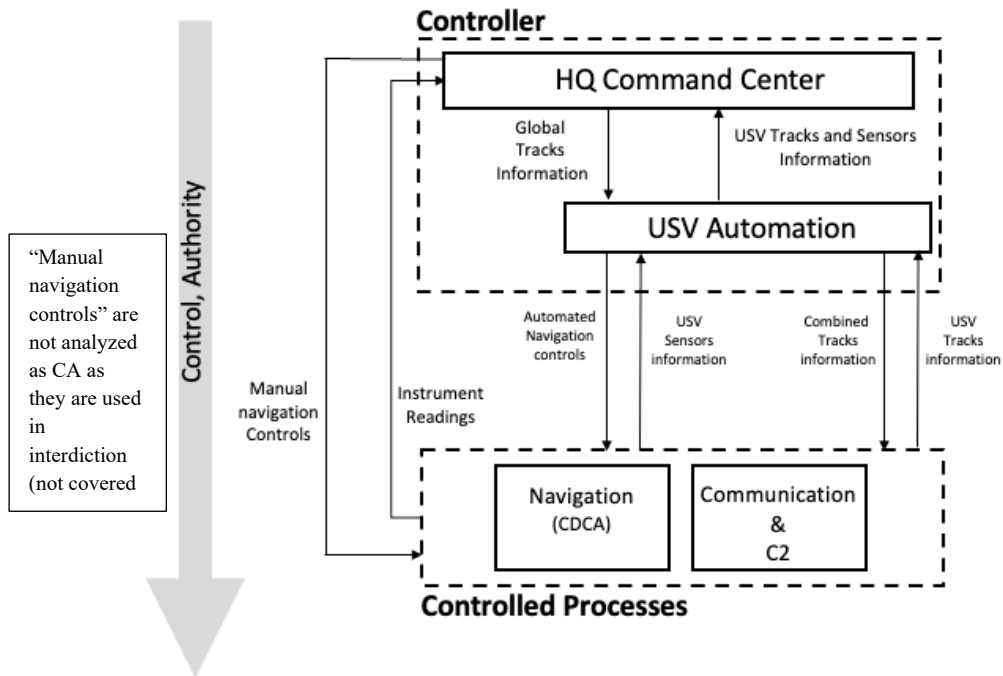 Controller
HQ Command Center
Global
Tracks
Information
USV Tracks and Sensors
Information
USV Automation
Control, Authority
“Manual
navigation
controls” are
not analyzed
as CA as
they are used
in
interdiction
(not covered
Automated
Navigation
controls
USV
Sensors
information
Combined
Tracks
information
USV
Tracks
information
Manual
navigation
Controls
Instrument
Readings
Navigation
(CDCA)
Communication
&
C2
Controlled Processes